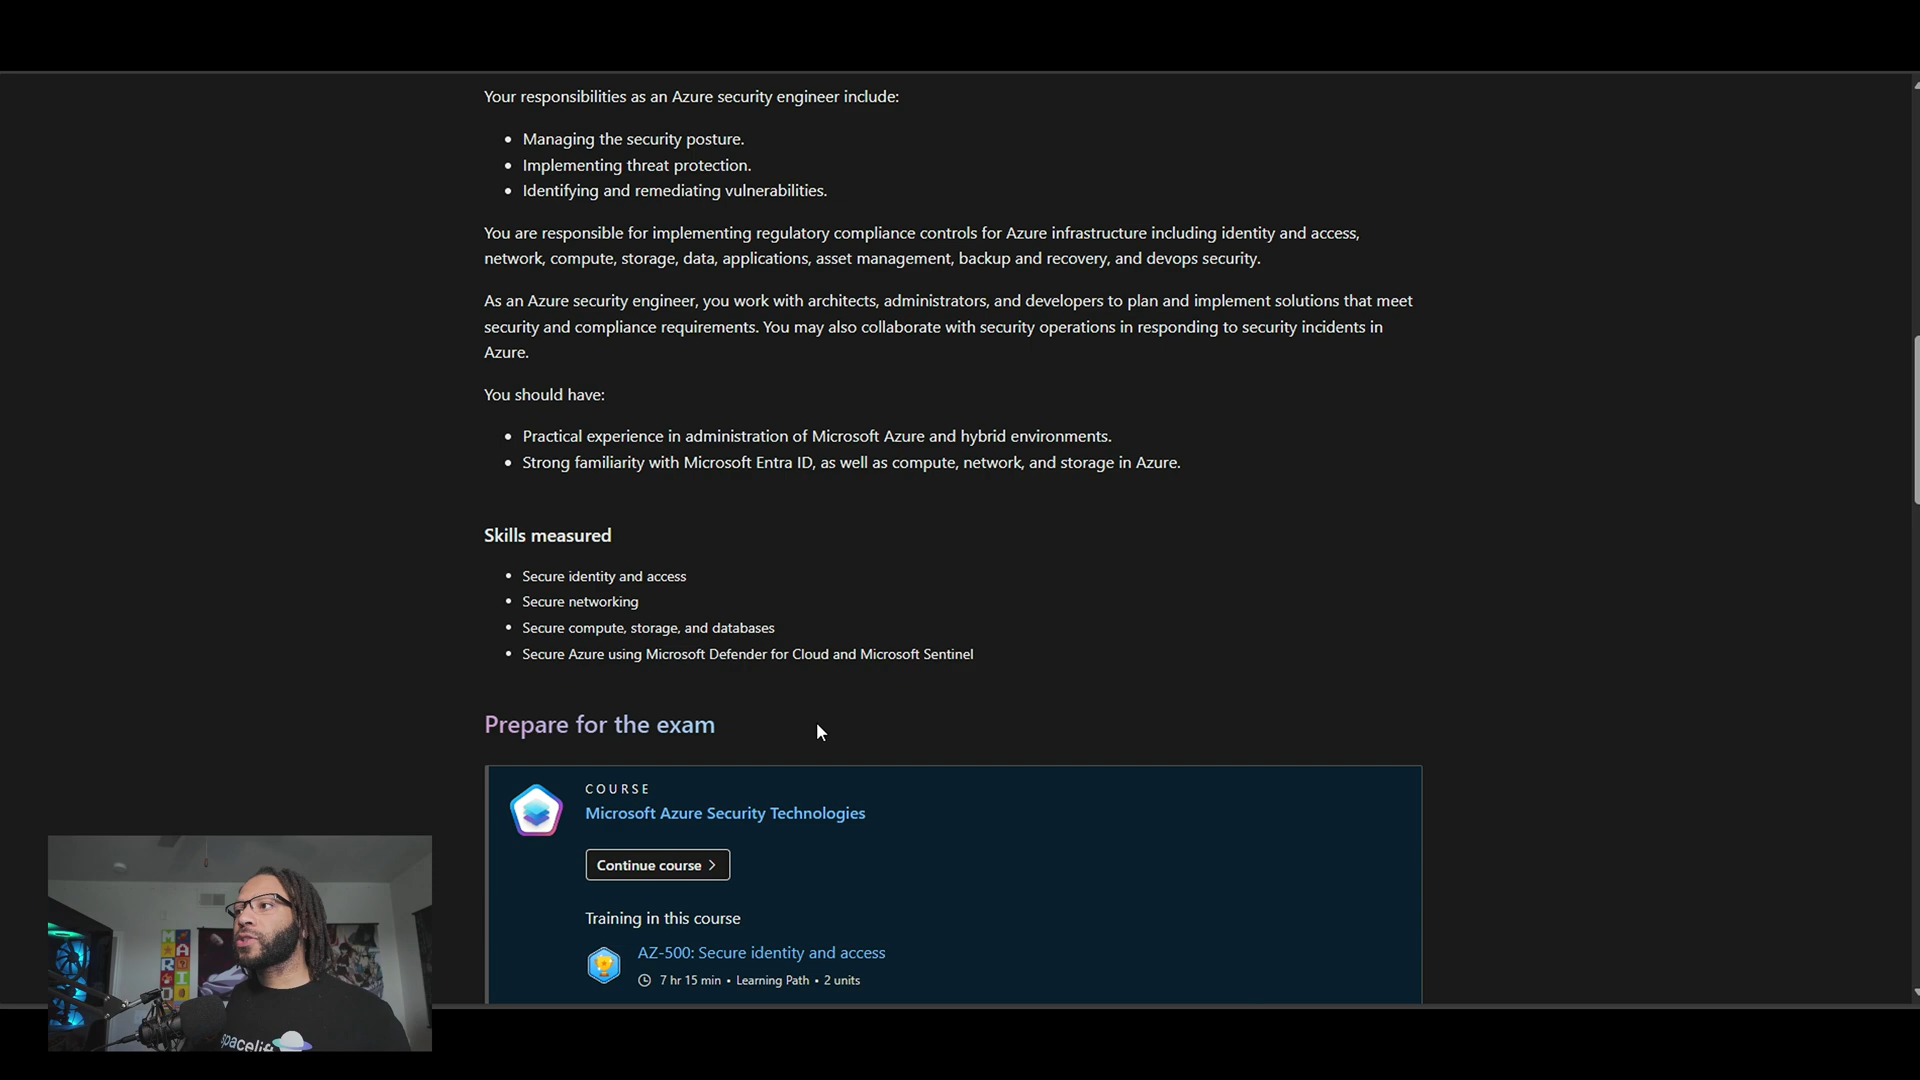 Your responsibilities as an Azure security engineer include:
• Managing the security posture.
• Implementing threat protection.
• Identifying and remediating vulnerabilities.
You are responsible for implementing regulatory compliance controls for Azure infrastructure including identity and access,
network, compute, storage, data, applications, asset management, backup and recovery, and devops security.
As an Azure security engineer, you work with architects, administrators, and developers to plan and implement solutions that meet
security and compliance requirements. You may also collaborate with security operations in responding to security incidents in
Azure.
You should have:
• Practical experience in administration of Microsoft Azure and hybrid environments.
• Strong familiarity with Microsoft Entra ID, as well as compute, network, and storage in Azure.
Skills measured
• Secure identity and access
• Secure networking
• Secure compute, storage, and databases
• Secure Azure using Microsoft Defender for Cloud and Microsoft Sentinel
Prepare for the exam
COURSE
Microsoft Azure Security Technologies
Continue course >
Training in this course
AZ-500: Secure identity and access
7 hr 15 min • Learning Path • 2 units
MARIO
spacelift